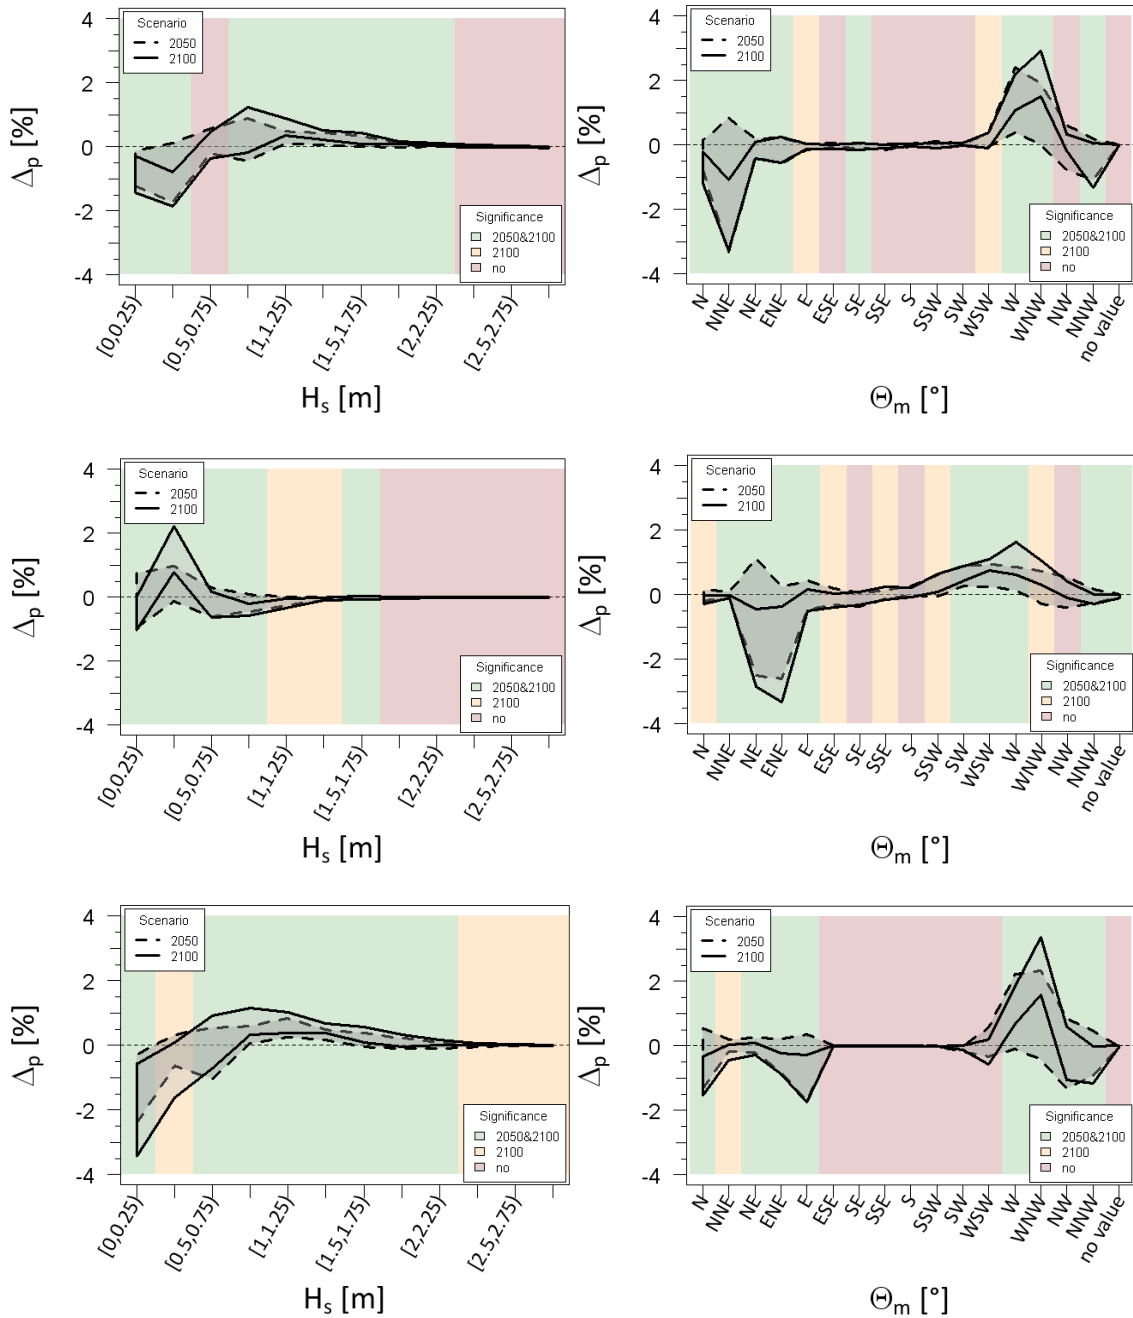 Scenario
2050
2100
Significance
2050&2100
2100
no
4
2
0
-2
-4
Δp [%]
[0,0.25)
[0.5,0.75)
[1,1.25)
[1.5,1.75)
[2,2.25)
[2.5,2.75)
Hs [m]
Scenario
2050
2100
Significance
2050&2100
2100
no
4
2
0
-2
-4
Δp [%]
N
NNE
NE
ENE
E
ESE
SE
SSE
S
SSW
SW
WSW
W
WNW
NW
NNW
no value
Θm [°]
Scenario
2050
2100
Significance
2050&2100
2100
no
4
2
0
-2
-4
Δp [%]
[0,0.25)
[0.5,0.75)
[1,1.25)
[1.5,1.75)
[2,2.25)
[2.5,2.75)
Hs [m]
Scenario
2050
2100
Significance
2050&2100
2100
no
4
2
0
-2
-4
Δp [%]
N
NNE
NE
ENE
E
ESE
SE
SSE
S
SSW
SW
WSW
W
WNW
NW
NNW
no value
Θm [°]
Scenario
2050
2100
Significance
2050&2100
2100
no
4
2
0
-2
-4
Δp [%]
[0,0.25)
[0.5,0.75)
[1,1.25)
[1.5,1.75)
[2,2.25)
[2.5,2.75)
Hs [m]
Scenario
2050
2100
Significance
2050&2100
2100
no
4
2
0
-2
-4
Δp [%]
N
NNE
NE
ENE
E
ESE
SE
SSE
S
SSW
SW
WSW
W
WNW
NW
NNW
no value
Θm [°]